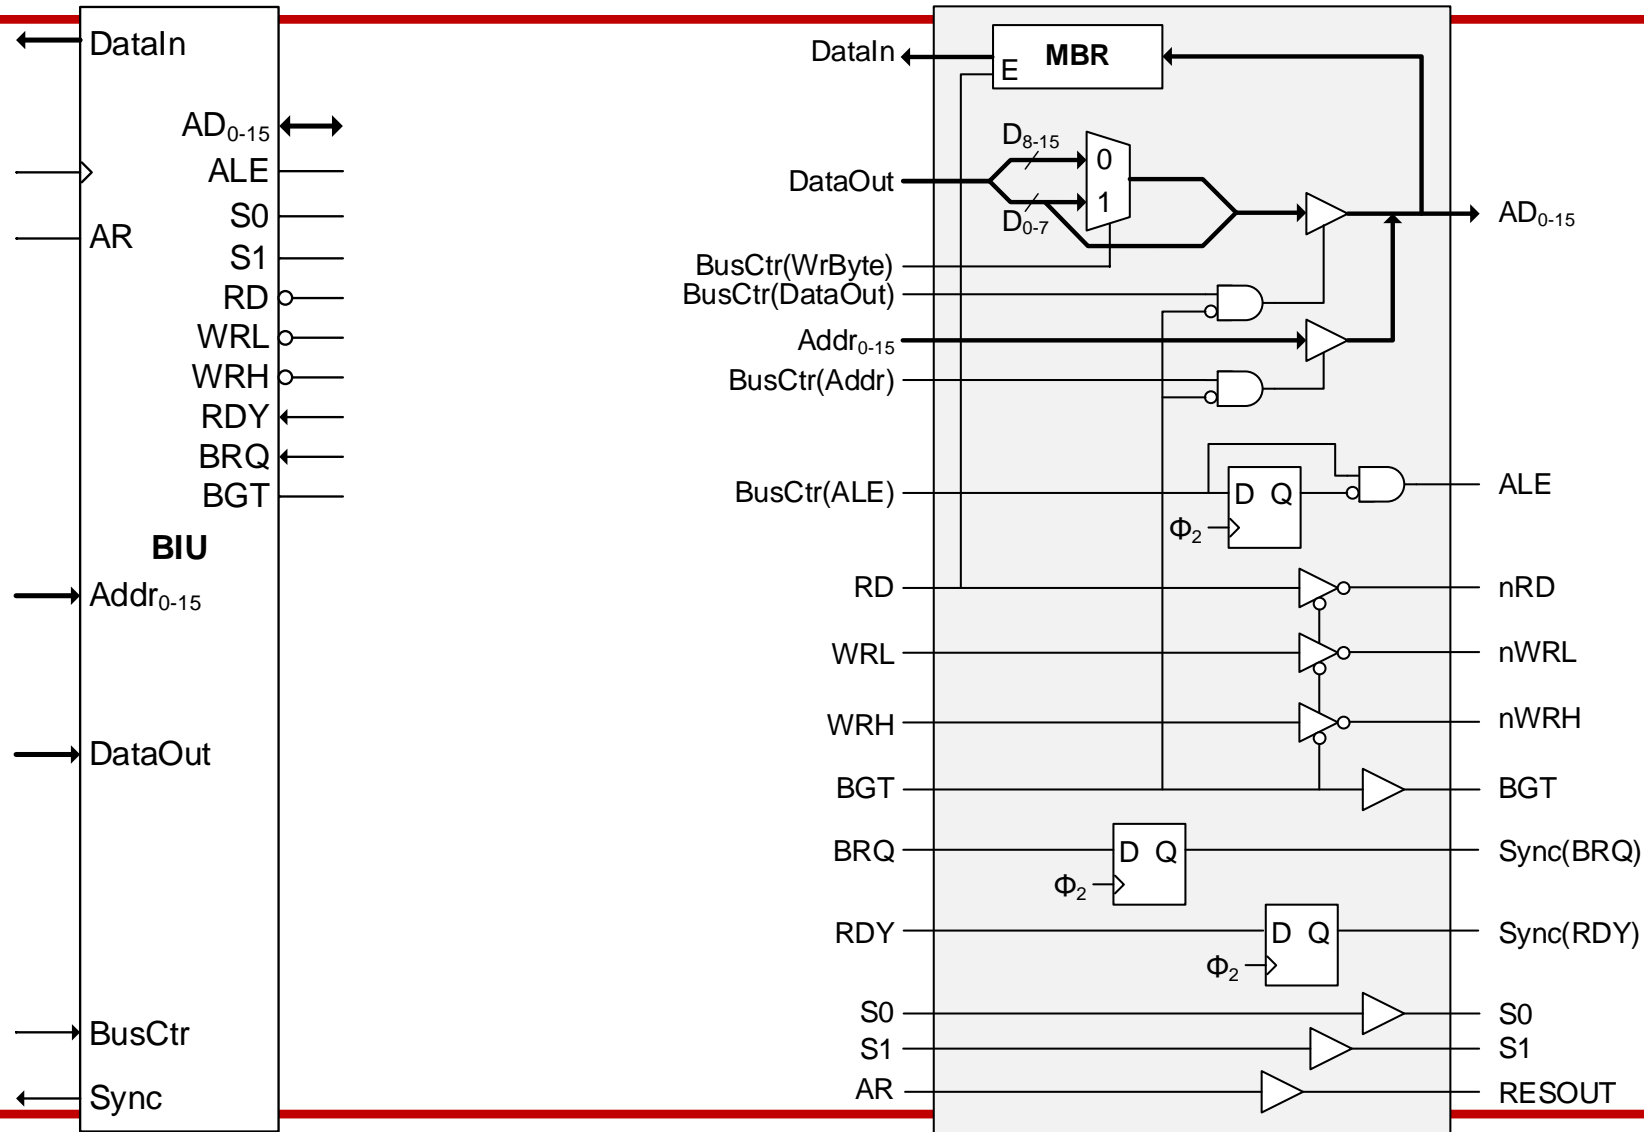 DataIn
AD0-15
ALE
S0
AR
S1
RD
WRL
WRH
RDY
BRQ
BGT
BIU
Addr0-15
DataOut
BusCtr
Sync
DataIn
MBR
E
D8-15
0
DataOut
1
D0-7
AD0-15
BusCtr(WrByte)
BusCtr(DataOut)
Addr0-15
BusCtr(Addr)
BusCtr(ALE)
D Q
ALE
Φ2
RD
nRD
WRL
nWRL
WRH
nWRH
BGT
BGT
BRQ
D Q
Sync(BRQ)
Φ2
RDY
D Q
Sync(RDY)
Φ2
S0
S0
S1
S1
AR
RESOUT